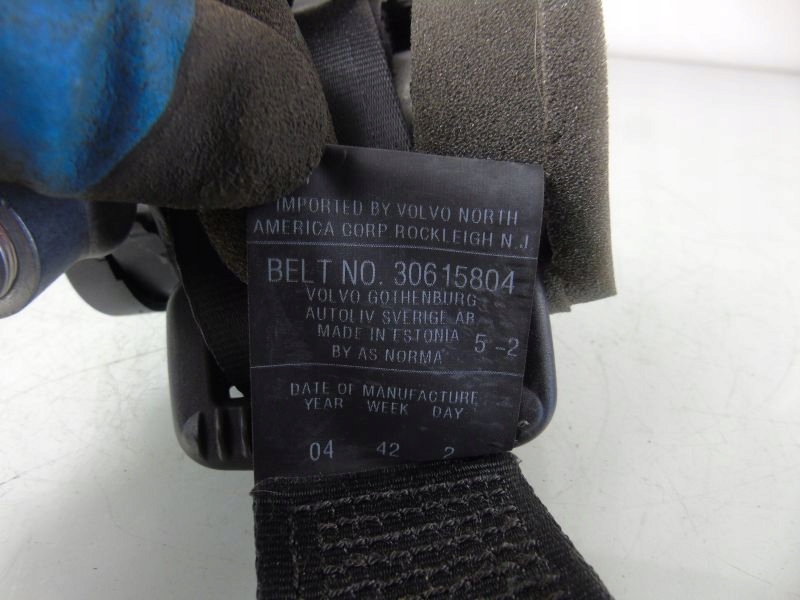 IMPORTED BY VOLVO NORTH
AMERICA CORP ROCKLEIGH N.J.
BELT NO. 30615804
VOLVO GOTHENBURG
AUTOLIV SVERIGE AB
MADE IN ESTONIA 5-2
BY AS NORMA
DATE OF MANUFACTURE
YEAR WEEK DAY
04 42 2